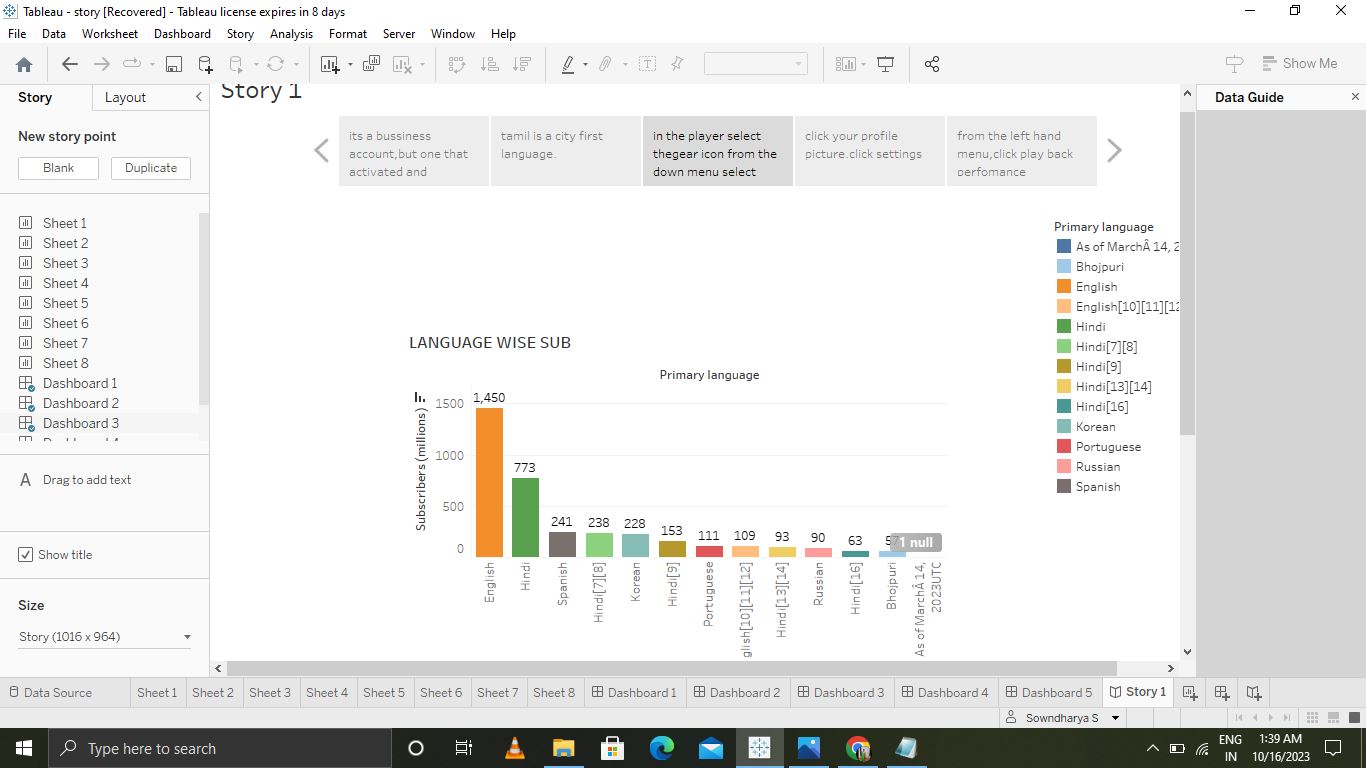 Tableau - story [Recovered] - Tableau license expires in 8 days
File Data Worksheet Dashboard Story Analysis Format Server Window Help
Show Me
Story Layout
Story 1
Data Guide
New story point
Blank Duplicate
its a bussiness
account,but one that
activated and
tamil is a city first
language.
in the player select
thegear icon from the
down menu select
click your profile
picture.click settings
from the left hand
menu,click play back
perfomance
Sheet 1
Sheet 2
Sheet 3
Sheet 4
Sheet 5
Sheet 6
Sheet 7
Sheet 8
Dashboard 1
Dashboard 2
Dashboard 3
A Drag to add text
Show title
Size
Story (1016 x 964)
LANGUAGE WISE SUB
Primary language
Subscribers (millions)
1500
1000
500
0
1,450
773
241
238
228
153
111
109
93
90
63
1 null
English
Hindi
Spanish
Hindi[7][8]
Korean
Hindi[9]
Portuguese
glish[10][11][12]
Hindi[13][14]
Russian
Hindi[16]
Bhojpuri
As of MarchÂ 14,
2023UTC
Primary language
As of MarchÂ 14, 2
Bhojpuri
English
English[10][11][12
Hindi
Hindi[7][8]
Hindi[9]
Hindi[13][14]
Hindi[16]
Korean
Portuguese
Russian
Spanish
Data Source Sheet 1 Sheet 2 Sheet 3 Sheet 4 Sheet 5 Sheet 6 Sheet 7 Sheet 8 Dashboard 1 Dashboard 2 Dashboard 3 Dashboard 4 Dashboard 5 Story 1
Sowndharya S
Type here to search
ENG
IN
1:39 AM
10/16/2023